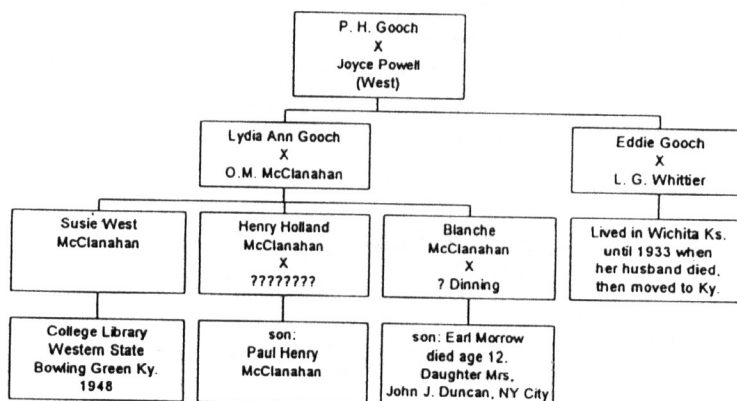 P. H. Gooch
X
Joyce Powell
(West)
Lydia Ann Gooch
X
O.M. McClanahan
Eddie Gooch
X
L. G. Whittier
Susie West
McClanahan
Henry Holland
McClanahan
X
????????
Blanche
McClanahan
X
? Dinning
Lived in Wichita Ks.
until 1933 when
her husband died,
then moved to Ky.
College Library
Western State
Bowling Green Ky.
1948
son:
Paul Henry
McClanahan
son: Earl Morrow
died age 12.
Daughter Mrs.
John J. Duncan, NY City